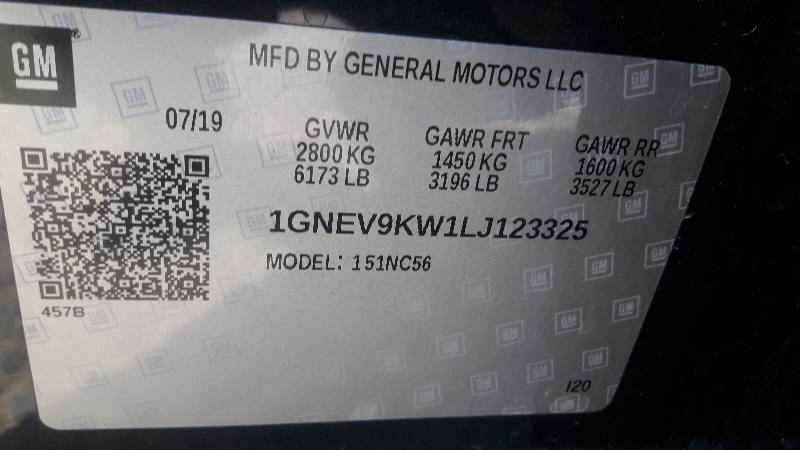 GM
MFD BY GENERAL MOTORS LLC
07/19
GVWR
2800 KG
6173 LB
GAWR FRT
1450 KG
3196 LB
GAWR RR
1600 KG
3527 LB
1GNEV9KW1LJ123325
MODEL: 151NC56
457B
I20